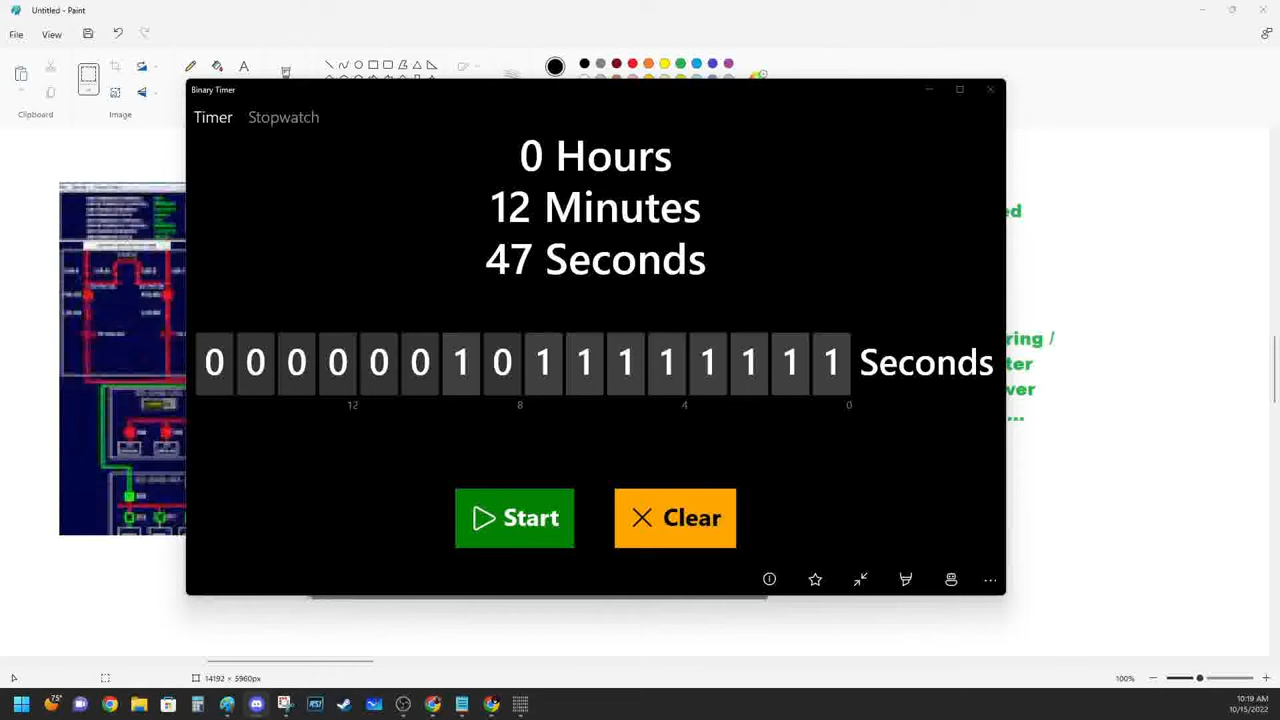 Untitled - Paint
File View
Clipboard
Image
Binary Timer
Timer Stopwatch
0 Hours
12 Minutes
47 Seconds
0 0 0 0 0 0 1 0 1 1 1 1 1 1 1 1 Seconds
12 8 4 0
Start
Clear
ed
ring /
ter
ver
...
14192 × 5960px
100%
75°
10:19 AM
10/15/2022